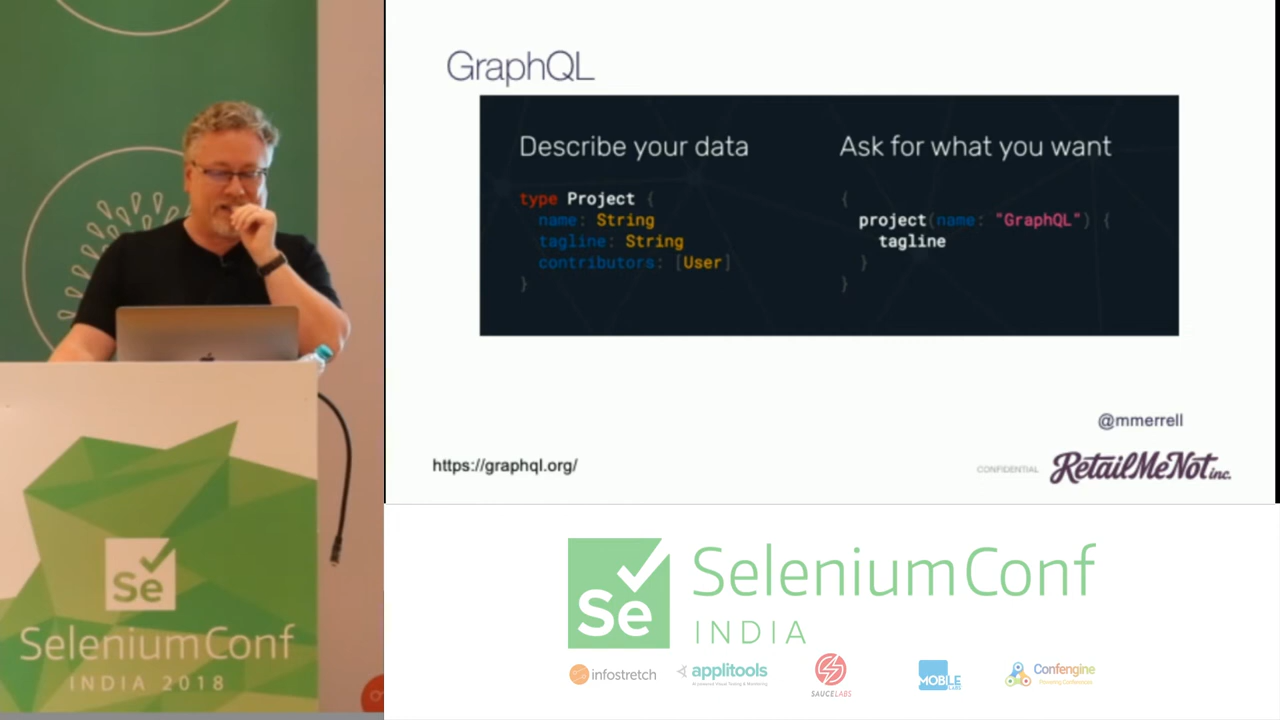 GraphQL
Describe your data
type Project {
name: String
tagline: String
contributors: [User]
}
Ask for what you want
{
project(name: "GraphQL") {
tagline
}
}
@mmerrell
https://graphql.org/
CONFIDENTIAL
RetailMeNot inc.
Se
SeleniumConf
INDIA 2018
Se
SeleniumConf
INDIA
infostretch
applitools
SAUCELABS
MOBILE LABS
Confengine